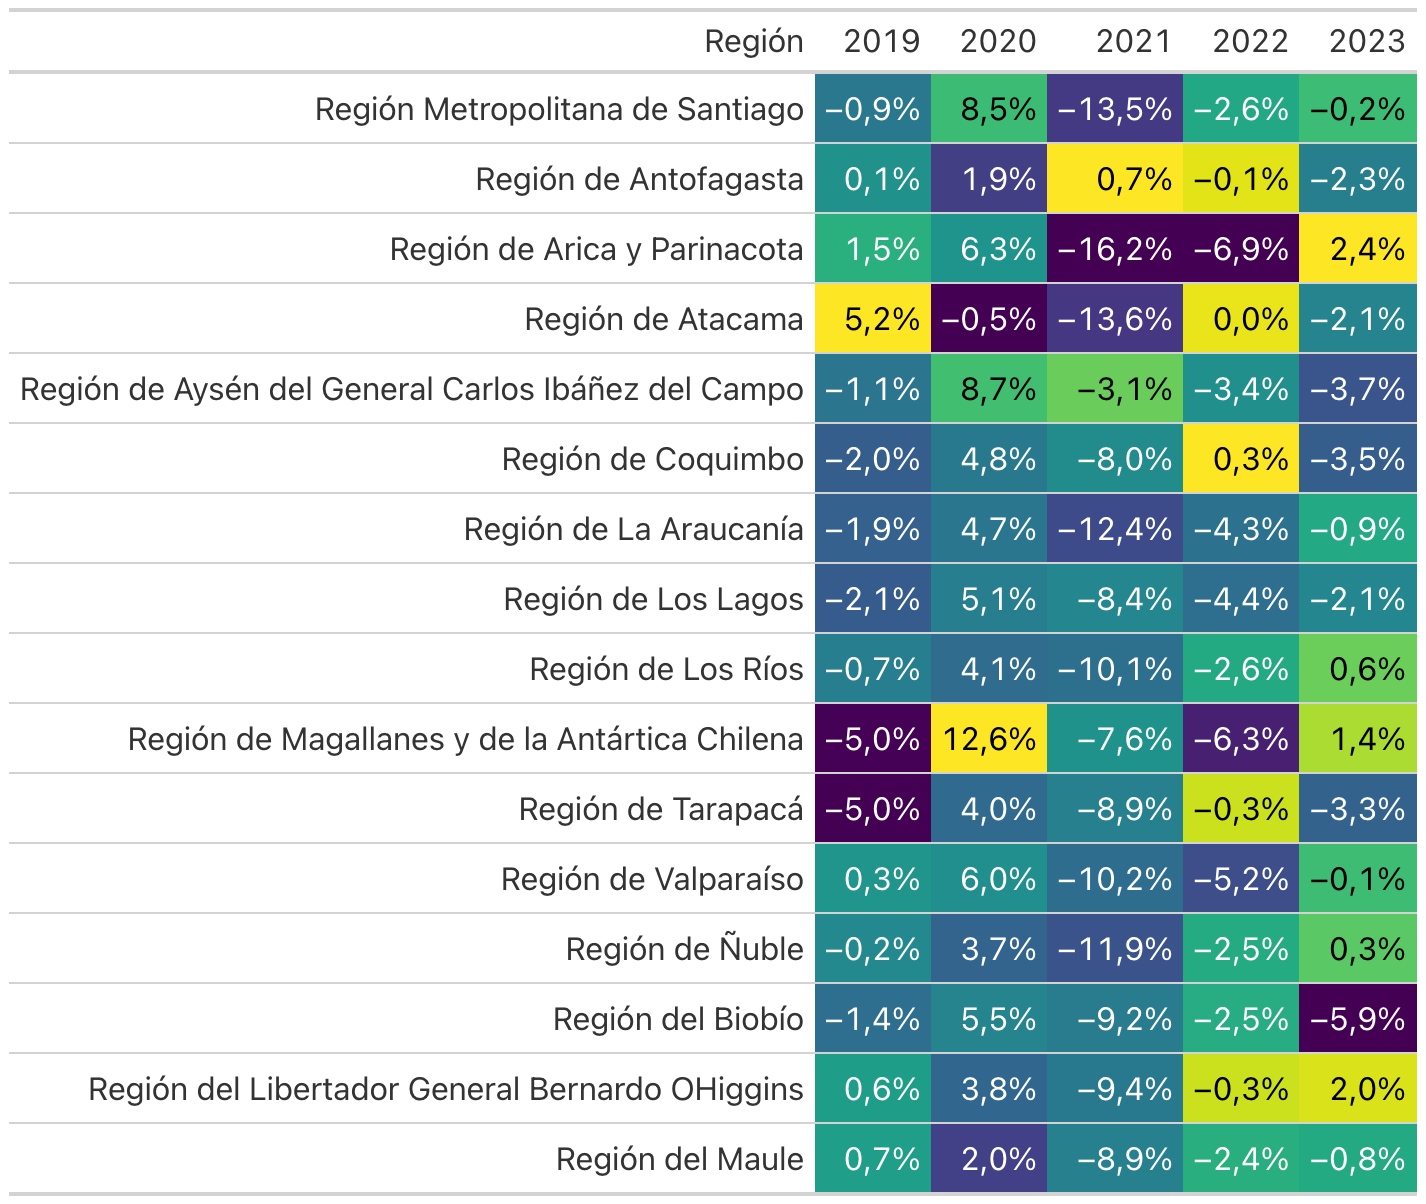 Región 2019 2020 2021 2022 2023
Región Metropolitana de Santiago −0,9% 8,5% −13,5% −2,6% −0,2%
Región de Antofagasta 0,1% 1,9% 0,7% −0,1% −2,3%
Región de Arica y Parinacota 1,5% 6,3% −16,2% −6,9% 2,4%
Región de Atacama 5,2% −0,5% −13,6% 0,0% −2,1%
Región de Aysén del General Carlos Ibáñez del Campo −1,1% 8,7% −3,1% −3,4% −3,7%
Región de Coquimbo −2,0% 4,8% −8,0% 0,3% −3,5%
Región de La Araucanía −1,9% 4,7% −12,4% −4,3% −0,9%
Región de Los Lagos −2,1% 5,1% −8,4% −4,4% −2,1%
Región de Los Ríos −0,7% 4,1% −10,1% −2,6% 0,6%
Región de Magallanes y de la Antártica Chilena −5,0% 12,6% −7,6% −6,3% 1,4%
Región de Tarapacá −5,0% 4,0% −8,9% −0,3% −3,3%
Región de Valparaíso 0,3% 6,0% −10,2% −5,2% −0,1%
Región de Ñuble −0,2% 3,7% −11,9% −2,5% 0,3%
Región del Biobío −1,4% 5,5% −9,2% −2,5% −5,9%
Región del Libertador General Bernardo OHiggins 0,6% 3,8% −9,4% −0,3% 2,0%
Región del Maule 0,7% 2,0% −8,9% −2,4% −0,8%